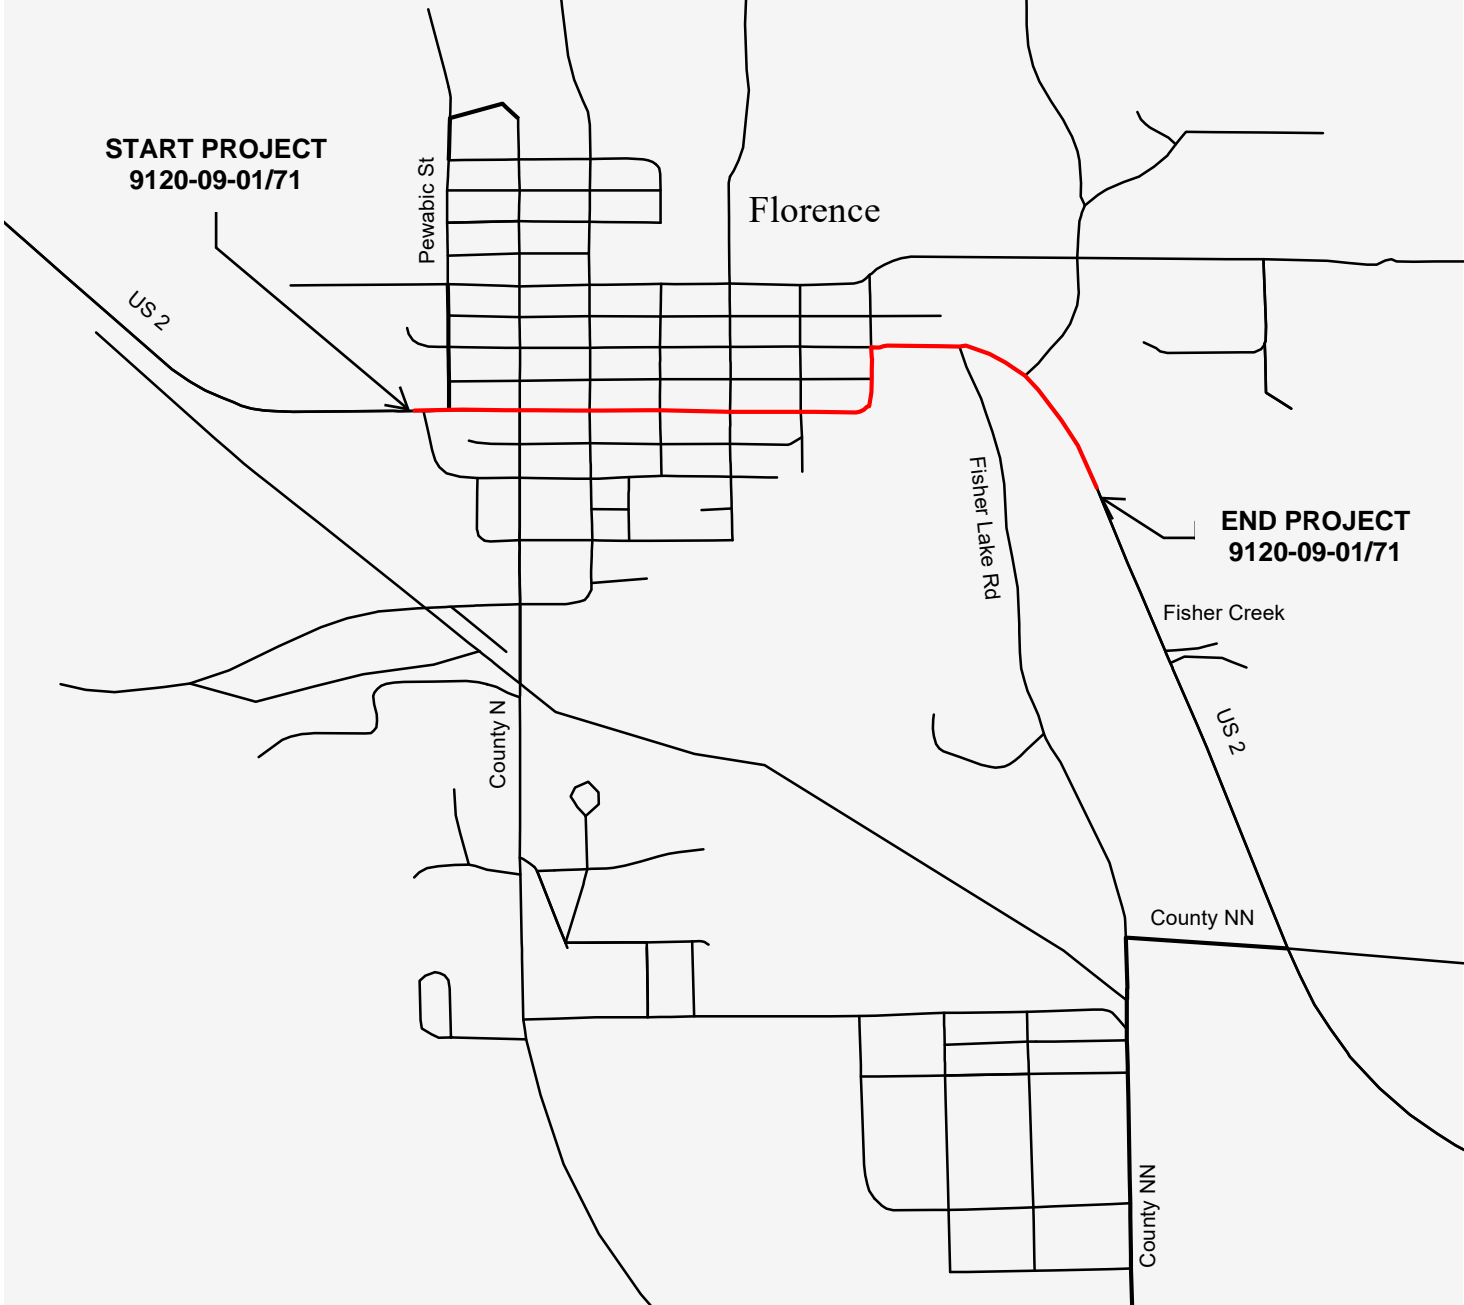 START PROJECT
9120-09-01/71
Pewabic St
Florence
US 2
Fisher Lake Rd
END PROJECT
9120-09-01/71
Fisher Creek
County N
US 2
County NN
County NN